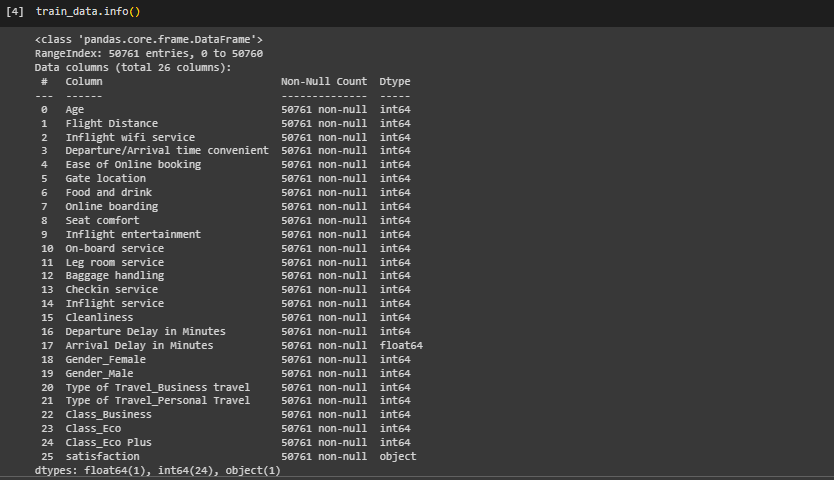 [4] train_data.info()
<class 'pandas.core.frame.DataFrame'>
RangeIndex: 50761 entries, 0 to 50760
Data columns (total 26 columns):
 #   Column                             Non-Null Count  Dtype
---  ------                             --------------  -----
 0   Age                                50761 non-null  int64
 1   Flight Distance                    50761 non-null  int64
 2   Inflight wifi service              50761 non-null  int64
 3   Departure/Arrival time convenient  50761 non-null  int64
 4   Ease of Online booking             50761 non-null  int64
 5   Gate location                      50761 non-null  int64
 6   Food and drink                     50761 non-null  int64
 7   Online boarding                    50761 non-null  int64
 8   Seat comfort                       50761 non-null  int64
 9   Inflight entertainment             50761 non-null  int64
 10  On-board service                   50761 non-null  int64
 11  Leg room service                   50761 non-null  int64
 12  Baggage handling                   50761 non-null  int64
 13  Checkin service                    50761 non-null  int64
 14  Inflight service                   50761 non-null  int64
 15  Cleanliness                        50761 non-null  int64
 16  Departure Delay in Minutes         50761 non-null  int64
 17  Arrival Delay in Minutes           50761 non-null  float64
 18  Gender_Female                      50761 non-null  int64
 19  Gender_Male                        50761 non-null  int64
 20  Type of Travel_Business travel     50761 non-null  int64
 21  Type of Travel_Personal Travel     50761 non-null  int64
 22  Class_Business                     50761 non-null  int64
 23  Class_Eco                          50761 non-null  int64
 24  Class_Eco Plus                     50761 non-null  int64
 25  satisfaction                       50761 non-null  object
dtypes: float64(1), int64(24), object(1)